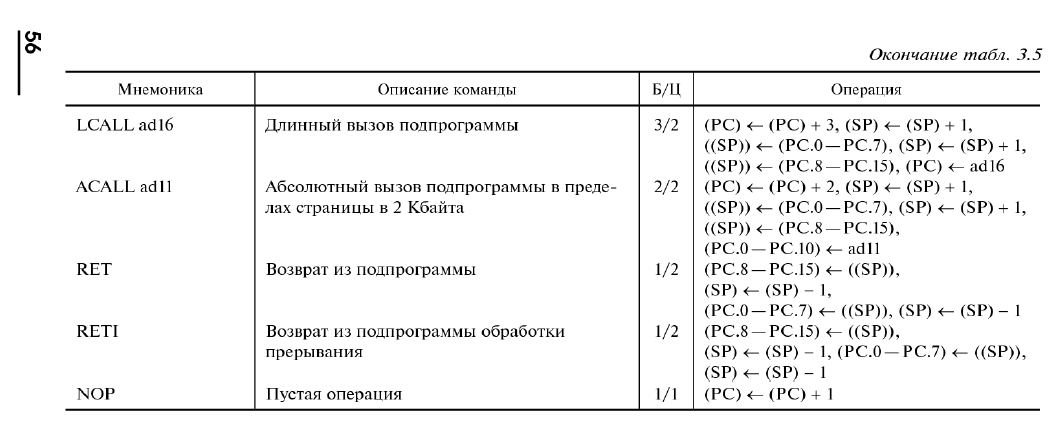 56
Окончание табл. 3.5
Мнемоника Описание команды Б/Ц Операция
LCALL ad16 Длинный вызов подпрограммы 3/2 (PC) ← (PC) + 3, (SP) ← (SP) + 1,
((SP)) ← (PC.0—PC.7), (SP) ← (SP) + 1,
((SP)) ← (PC.8—PC.15), (PC) ← ad16
ACALL ad11 Абсолютный вызов подпрограммы в преде- 2/2 (PC) ← (PC) + 2, (SP) ← (SP) + 1,
лах страницы в 2 Кбайта ((SP)) ← (PC.0—PC.7), (SP) ← (SP) + 1,
((SP)) ← (PC.8—PC.15),
(PC.0—PC.10) ← ad11
RET Возврат из подпрограммы 1/2 (PC.8—PC.15) ← ((SP)),
(SP) ← (SP) – 1,
(PC.0—PC.7) ← ((SP)), (SP) ← (SP) – 1
RETI Возврат из подпрограммы обработки 1/2 (PC.8—PC.15) ← ((SP)),
прерывания (SP) ← (SP) – 1, (PC.0—PC.7) ← ((SP)),
(SP) ← (SP) – 1
NOP Пустая операция 1/1 (PC) ← (PC) + 1